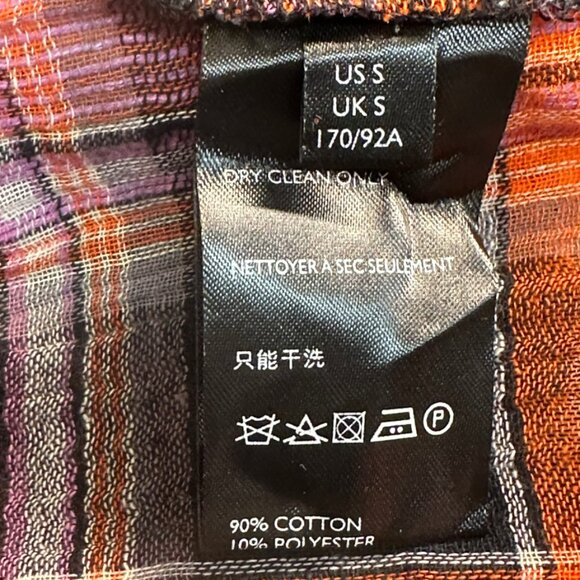 US S
UK S
170/92A
DRY CLEAN ONLY
NETTOYER A SEC SEULEMENT
只能干洗
P
90% COTTON
10% POLYESTER